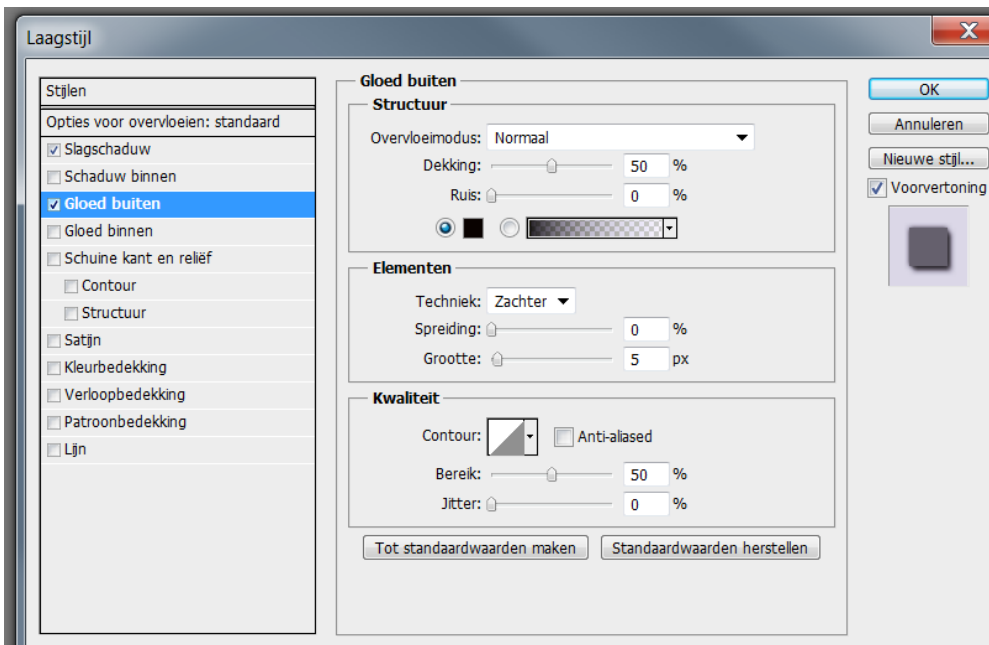 Laagstijl
X
Stijlen
Opties voor overvloeien: standaard
Slagschaduw
Schaduw binnen
Gloed buiten
Gloed binnen
Schuine kant en reliëf
Contour
Structuur
Satijn
Kleurbedekking
Verloopbedekking
Patroonbedekking
Lijn
Gloed buiten
Structuur
Overvloeimodus: Normaal
Dekking: 50 %
Ruis: 0 %
Elementen
Techniek: Zachter
Spreiding: 0 %
Grootte: 5 px
Kwaliteit
Contour: Anti-aliased
Bereik: 50 %
Jitter: 0 %
Tot standaardwaarden maken Standaardwaarden herstellen
OK
Annuleren
Nieuwe stijl...
Voorvertoning